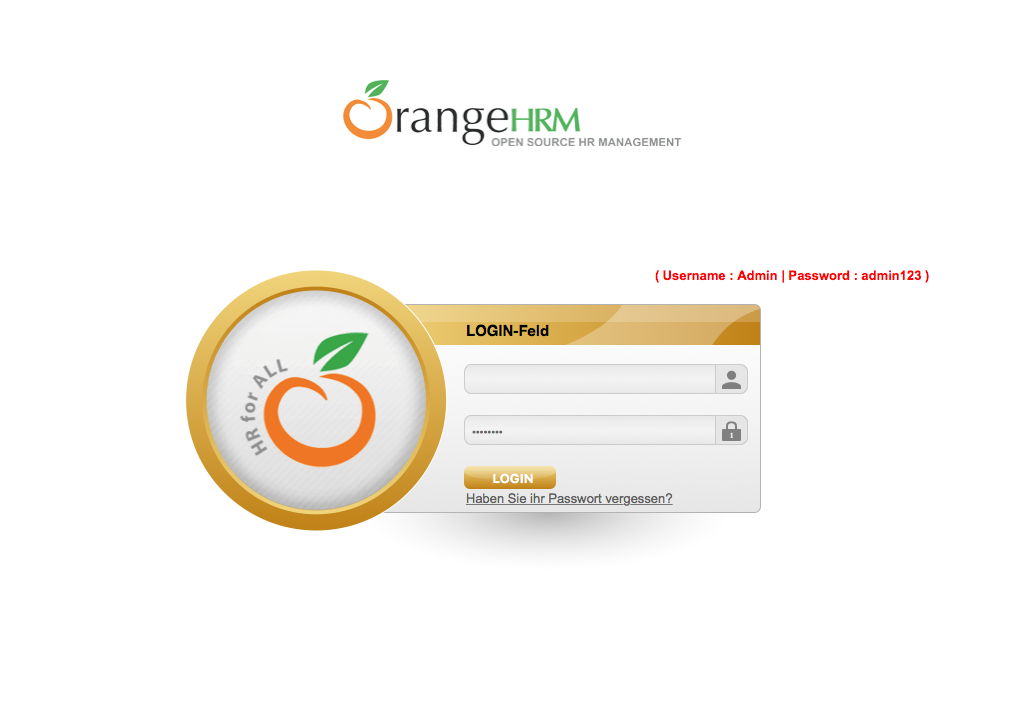 OrangeHRM
OPEN SOURCE HR MANAGEMENT
( Username : Admin | Password : admin123 )
LOGIN-Feld
HR for ALL
••••••••
LOGIN
Haben Sie ihr Passwort vergessen?